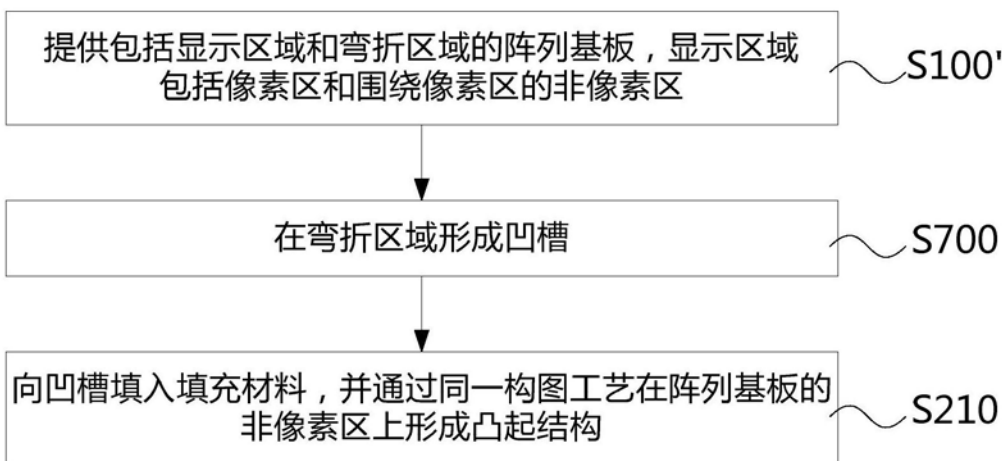 提供包括显示区域和弯折区域的阵列基板，显示区域
包括像素区和围绕像素区的非像素区
S100'
在弯折区域形成凹槽
S700
向凹槽填入填充材料，并通过同一构图工艺在阵列基板的
非像素区上形成凸起结构
S210